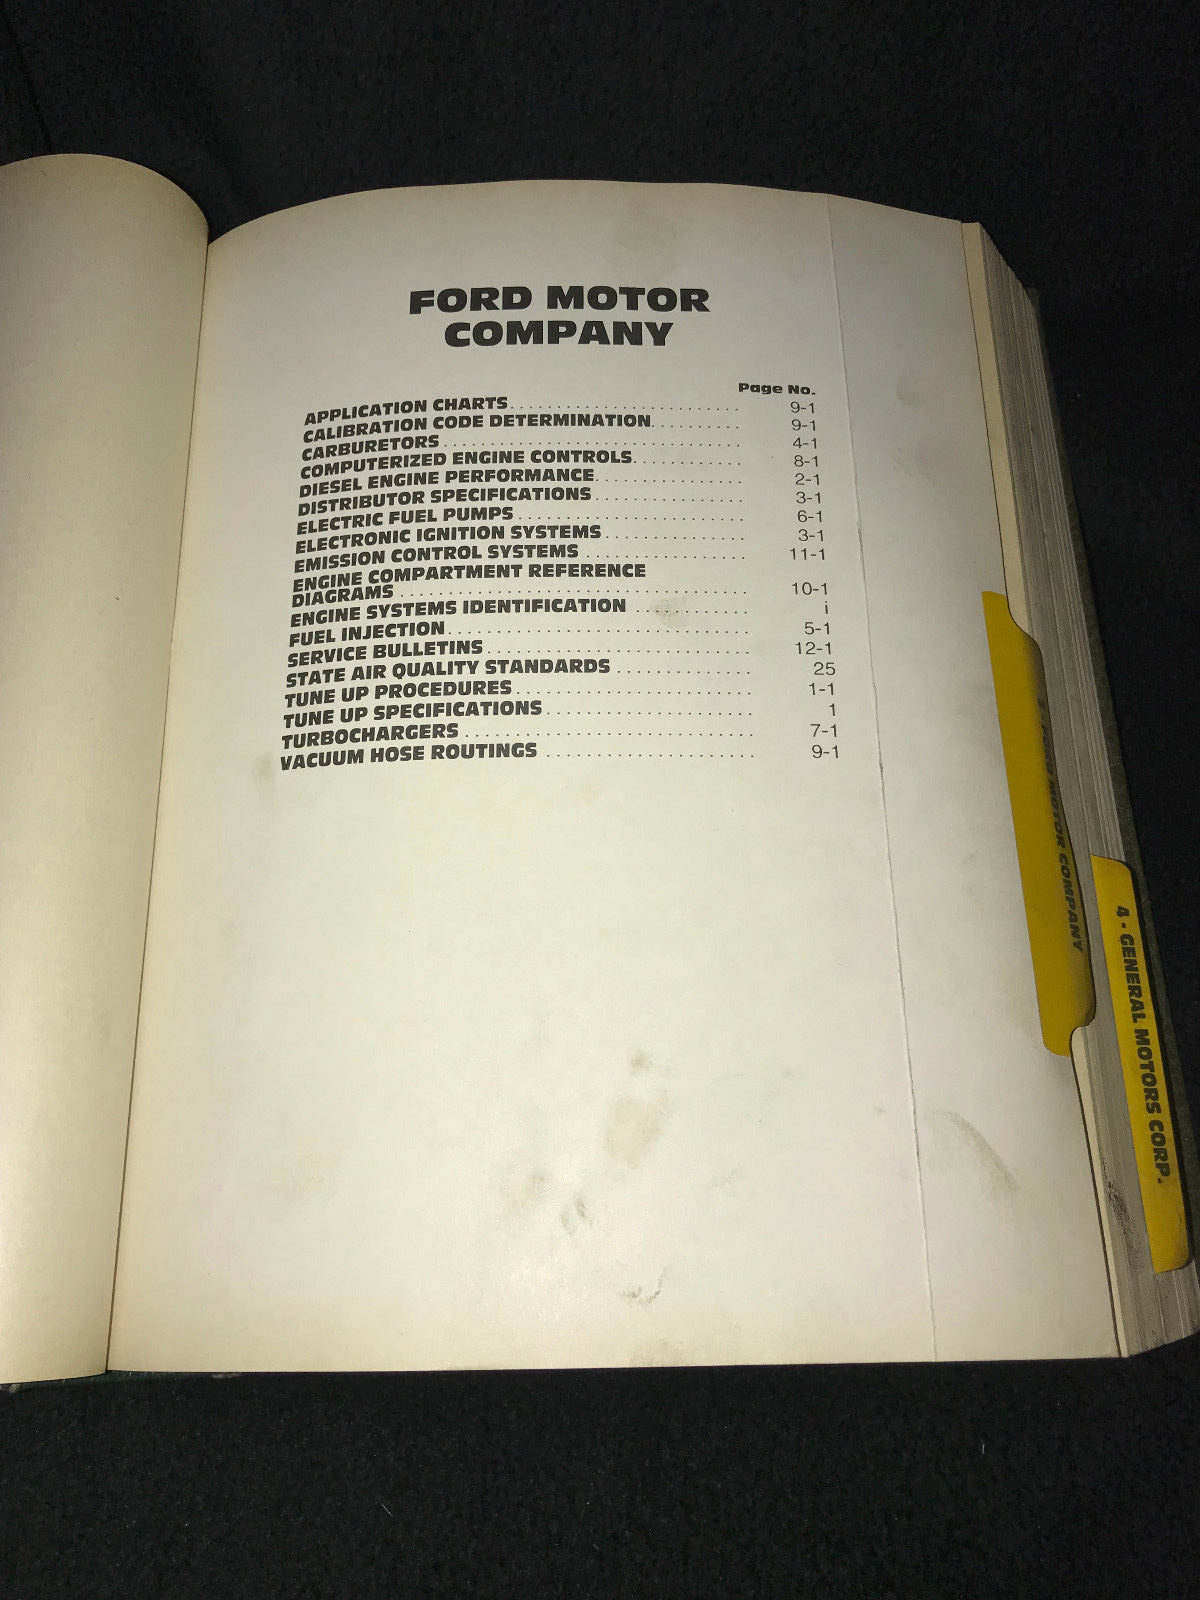 FORD MOTOR
COMPANY
Page No.
APPLICATION CHARTS........................ 9-1
CALIBRATION CODE DETERMINATION.......... 9-1
CARBURETORS................................ 4-1
COMPUTERIZED ENGINE CONTROLS............ 8-1
DIESEL ENGINE PERFORMANCE................ 2-1
DISTRIBUTOR SPECIFICATIONS................ 3-1
ELECTRIC FUEL PUMPS........................ 6-1
ELECTRONIC IGNITION SYSTEMS............... 3-1
EMISSION CONTROL SYSTEMS.................. 11-1
ENGINE COMPARTMENT REFERENCE
DIAGRAMS.................................... 10-1
ENGINE SYSTEMS IDENTIFICATION ............ i
FUEL INJECTION............................... 5-1
SERVICE BULLETINS........................... 12-1
STATE AIR QUALITY STANDARDS............... 25
TUNE UP PROCEDURES......................... 1-1
TUNE UP SPECIFICATIONS..................... 1
TURBOCHARGERS.............................. 7-1
VACUUM HOSE ROUTINGS ..................... 9-1
FORD MOTOR COMPANY
4 - GENERAL MOTORS CORP.